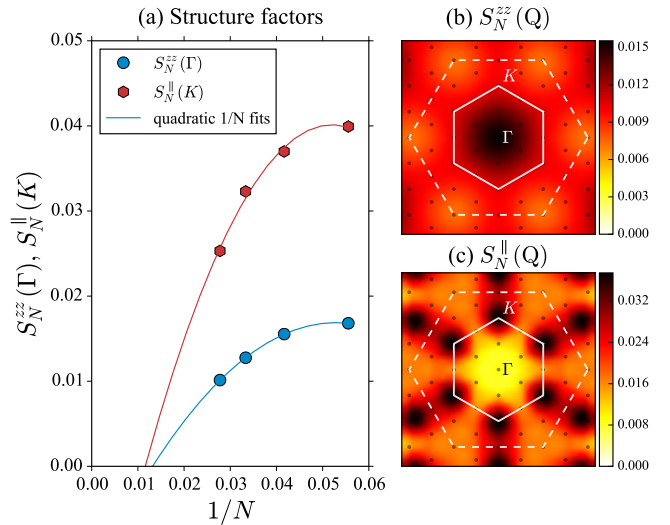 (a) Structure factors
0.05
0.04
0.03
0.02
0.01
0.00
S_N^{zz}(Γ), S_N^∥(K)
S_N^{zz}(Γ)
S_N^∥(K)
quadratic 1/N fits
0.00 0.01 0.02 0.03 0.04 0.05 0.06
1/N
(b) S_N^{zz}(Q)
K
Γ
0.015
0.012
0.009
0.006
0.003
0.000
(c) S_N^∥(Q)
K
Γ
0.032
0.024
0.016
0.008
0.000